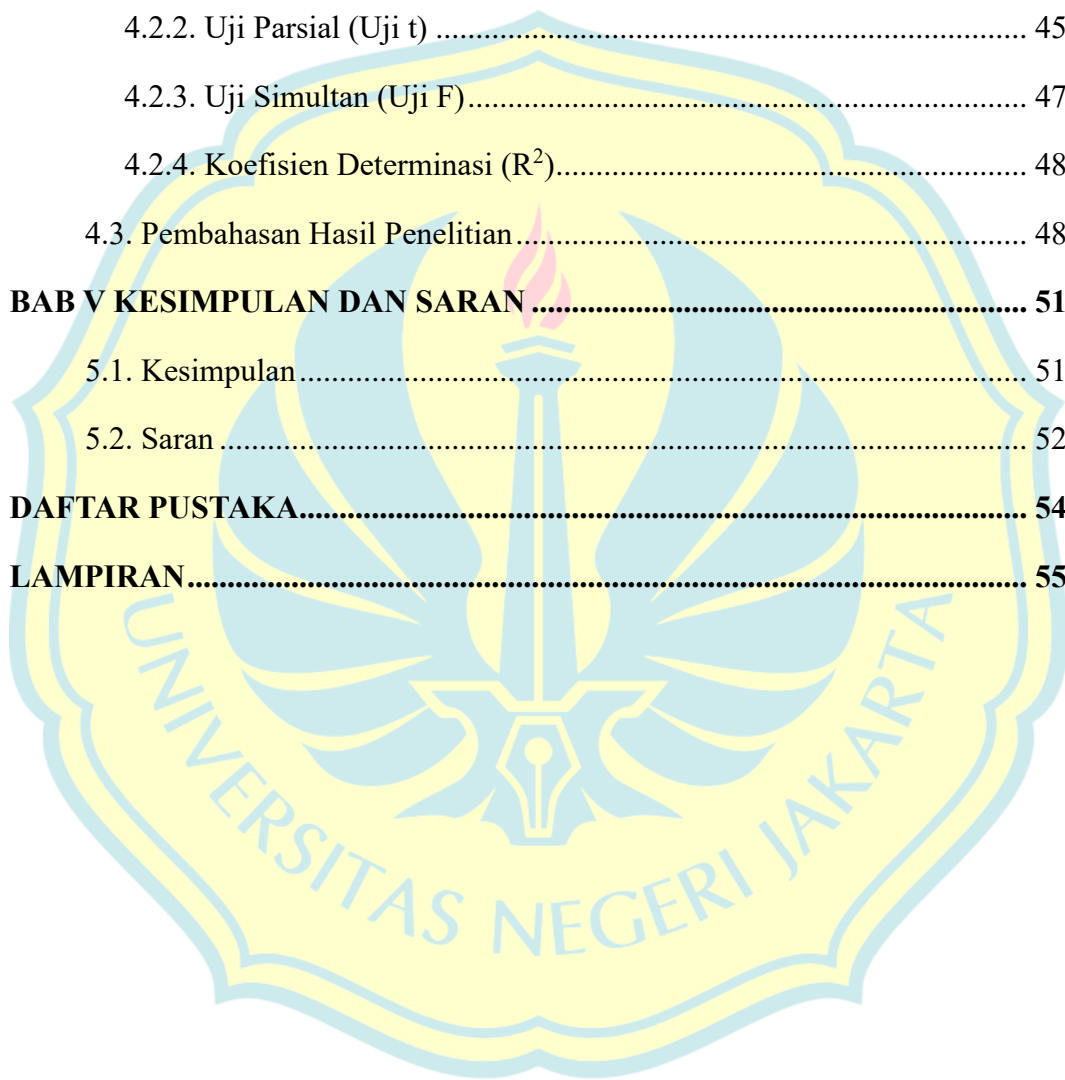 4.2.2. Uji Parsial (Uji t) .......................................................................... 45
4.2.3. Uji Simultan (Uji F)...................................................................... 47
4.2.4. Koefisien Determinasi (R²)........................................................... 48
4.3. Pembahasan Hasil Penelitian................................................................ 48
BAB V KESIMPULAN DAN SARAN .............................................................. 51
5.1. Kesimpulan........................................................................................... 51
5.2. Saran ..................................................................................................... 52
DAFTAR PUSTAKA........................................................................................... 54
LAMPIRAN......................................................................................................... 55
UNIVERSITAS NEGERI JAKARTA